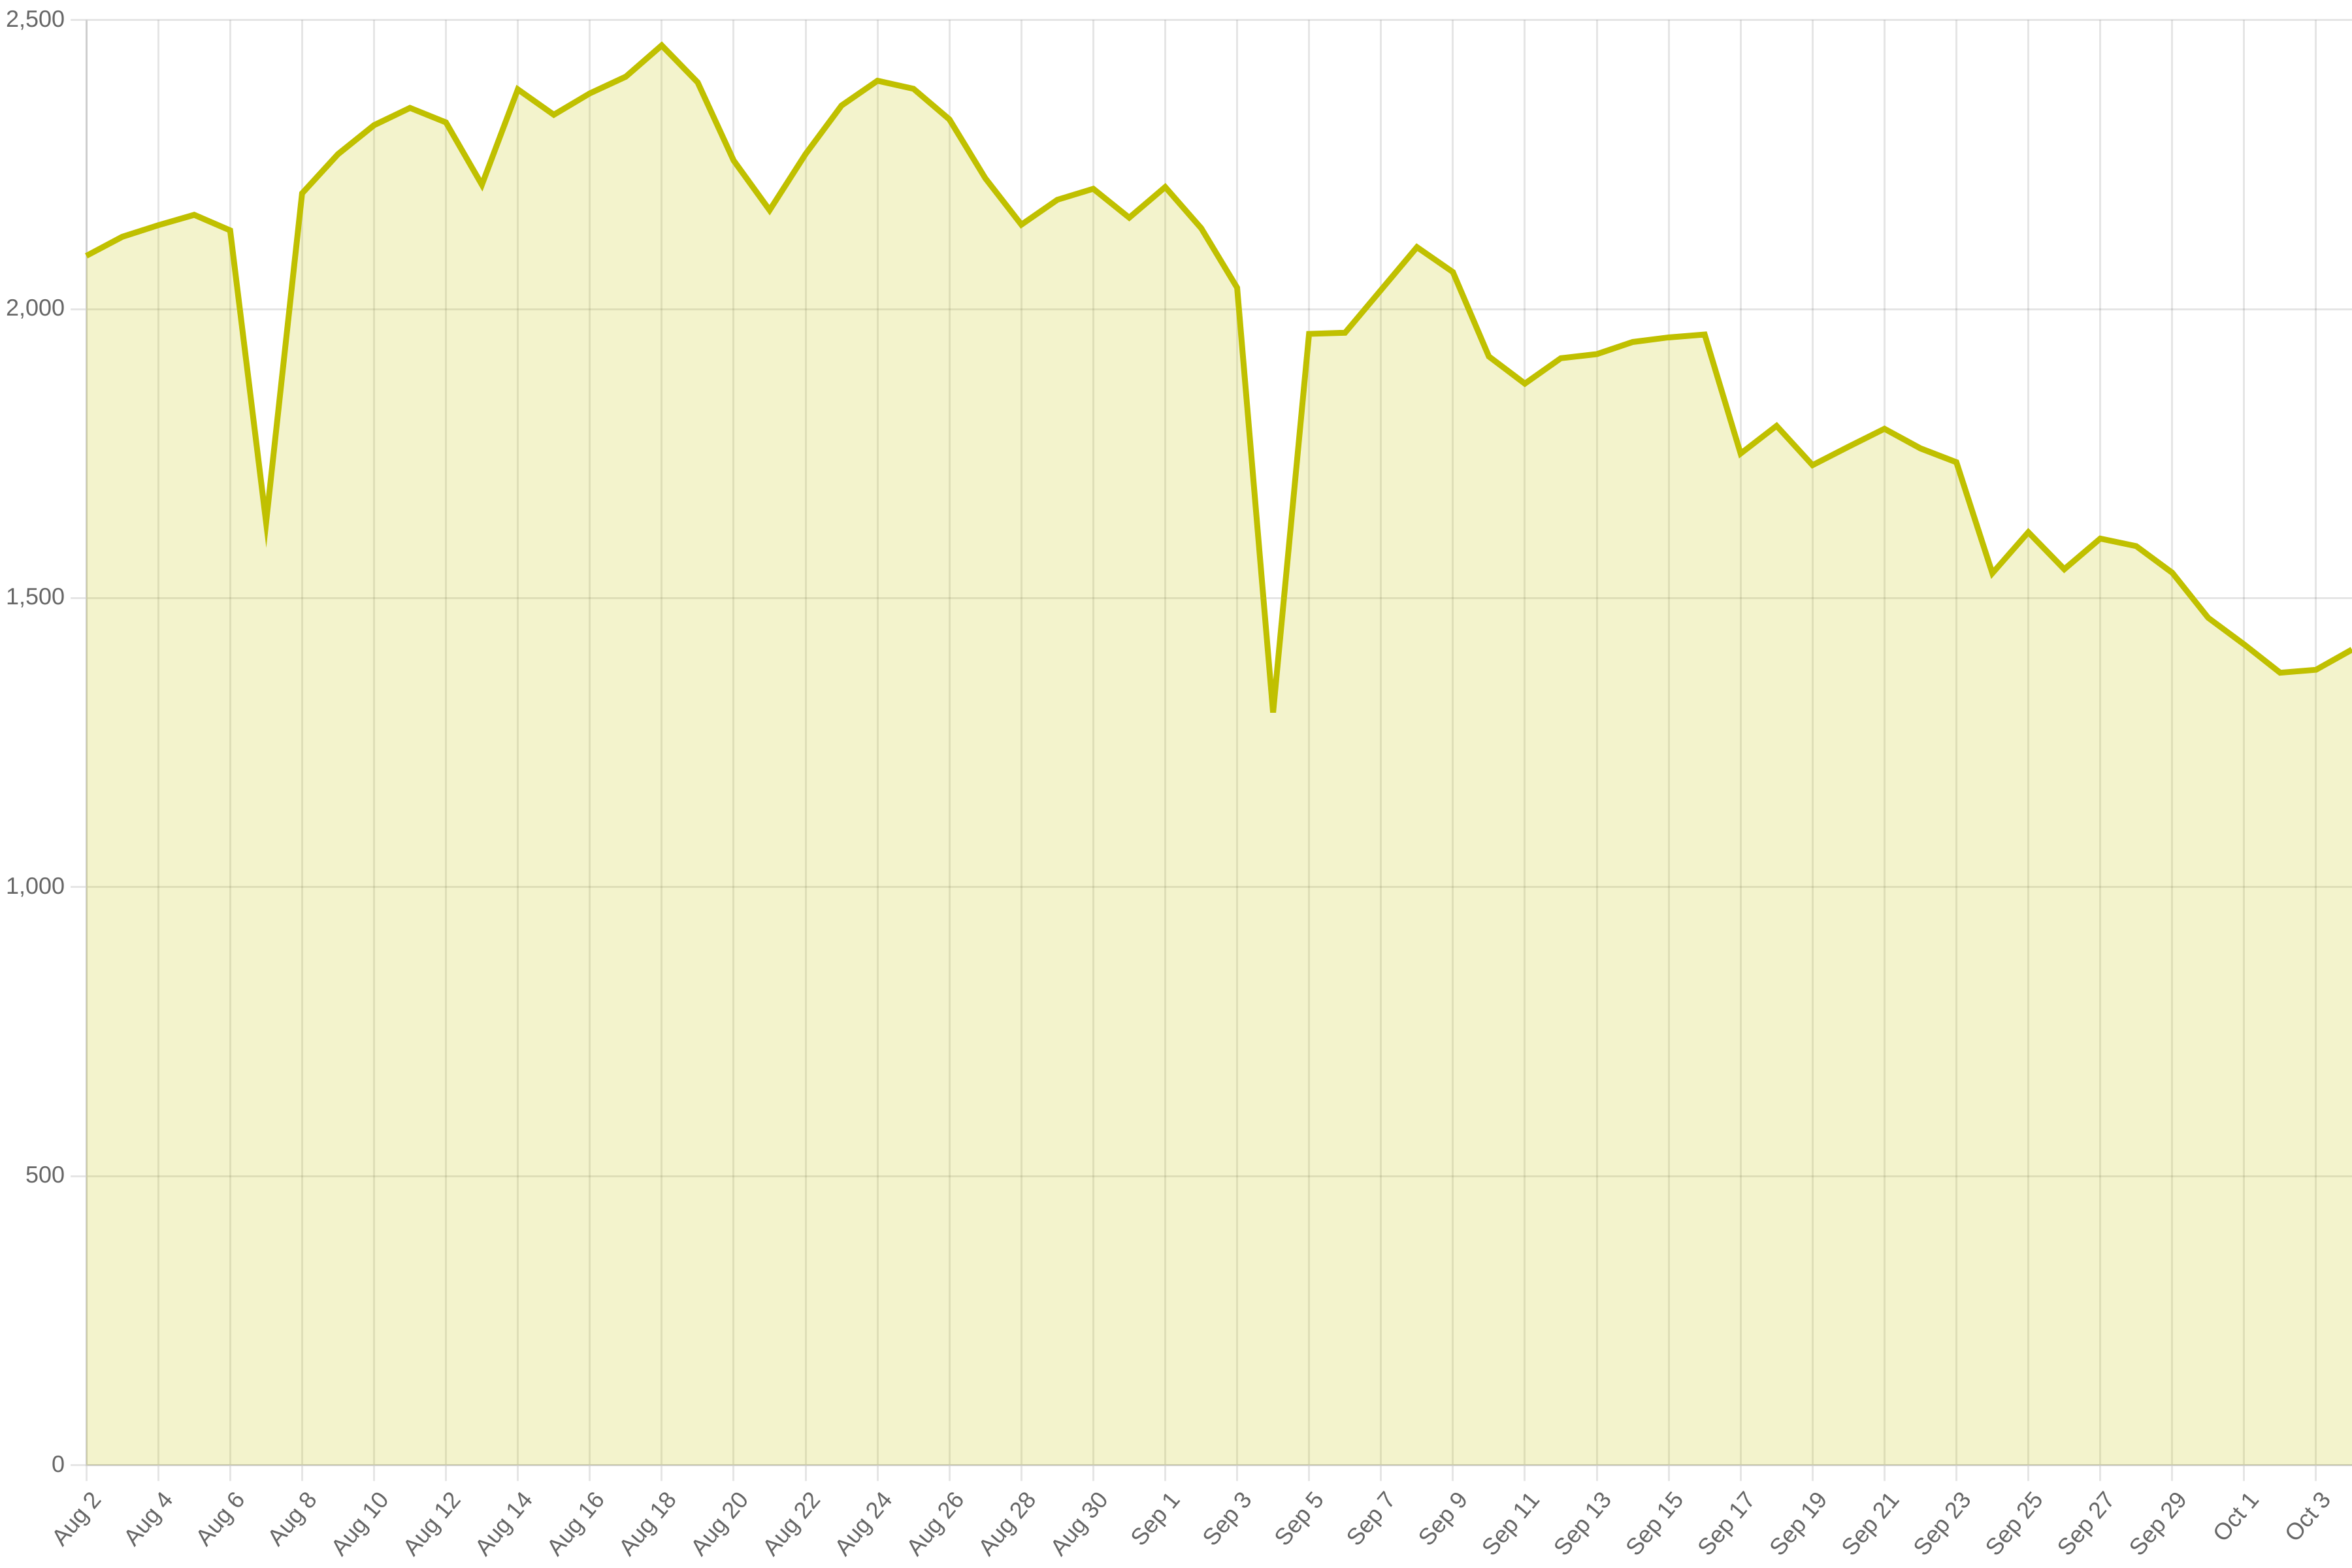 2,500
2,000
1,500
1,000
500
0
Aug 2
Aug 4
Aug 6
Aug 8
Aug 10
Aug 12
Aug 14
Aug 16
Aug 18
Aug 20
Aug 22
Aug 24
Aug 26
Aug 28
Aug 30
Sep 1
Sep 3
Sep 5
Sep 7
Sep 9
Sep 11
Sep 13
Sep 15
Sep 17
Sep 19
Sep 21
Sep 23
Sep 25
Sep 27
Sep 29
Oct 1
Oct 3